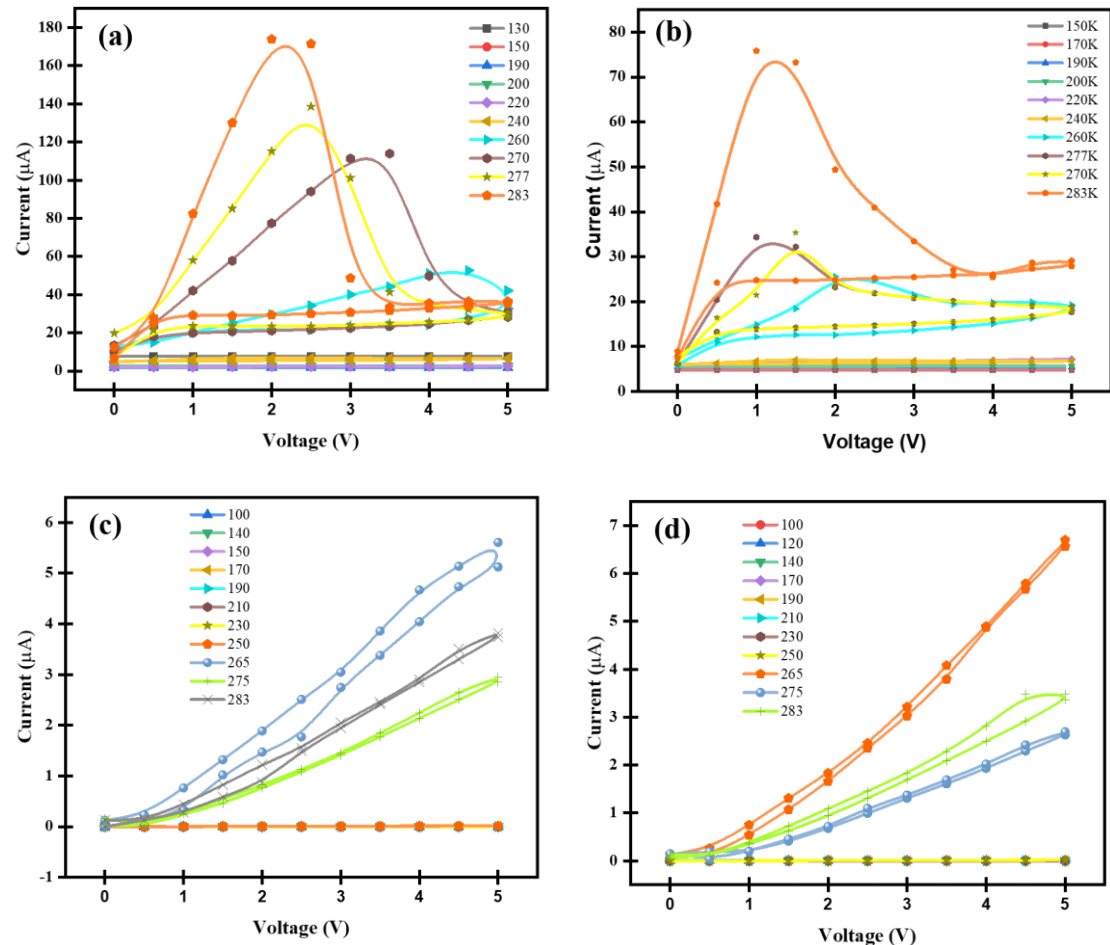 (a)
180
160
140
120
100
80
60
40
20
0
Current (μA)
130
150
190
200
220
240
260
270
277
283
0 1 2 3 4 5
Voltage (V)
(b)
80
70
60
50
40
30
20
10
0
Current (μA)
150K
170K
190K
200K
220K
240K
260K
277K
270K
283K
0 1 2 3 4 5
Voltage (V)
(c)
6
5
4
3
2
1
0
-1
Current (μA)
100
140
150
170
190
210
230
250
265
275
283
0 1 2 3 4 5
Voltage (V)
(d)
7
6
5
4
3
2
1
0
Current (μA)
100
120
140
170
190
210
230
250
265
275
283
0 1 2 3 4 5
Voltage (V)